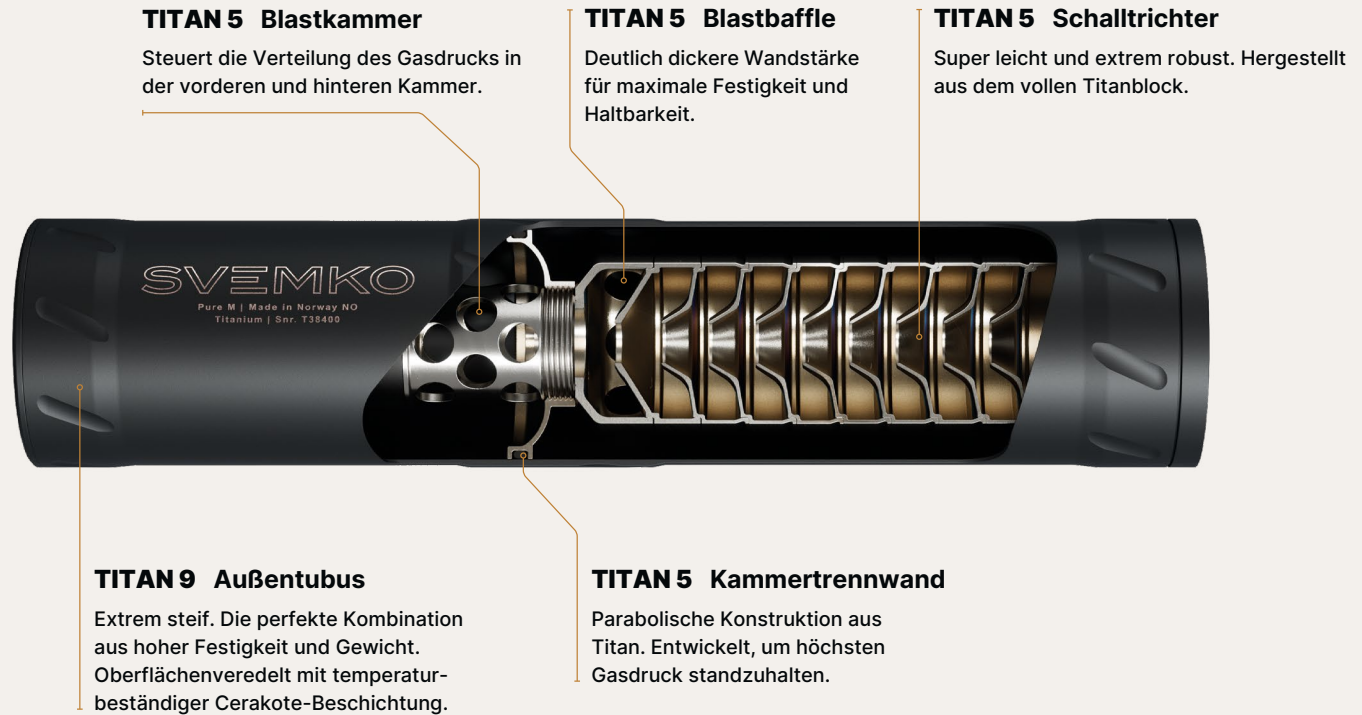 TITAN 5 Blastkammer
Steuert die Verteilung des Gasdrucks in
der vorderen und hinteren Kammer.
TITAN 5 Blastbaffle
Deutlich dickere Wandstärke
für maximale Festigkeit und
Haltbarkeit.
TITAN 5 Schalltrichter
Super leicht und extrem robust. Hergestellt
aus dem vollen Titanblock.
SVEMKO
Pure M | Made in Norway NO
Titanium | Snr. T38400
TITAN 9 Außentubus
Extrem steif. Die perfekte Kombination
aus hoher Festigkeit und Gewicht.
Oberflächenveredelt mit temperatur-
beständiger Cerakote-Beschichtung.
TITAN 5 Kammertrennwand
Parabolische Konstruktion aus
Titan. Entwickelt, um höchsten
Gasdruck standzuhalten.